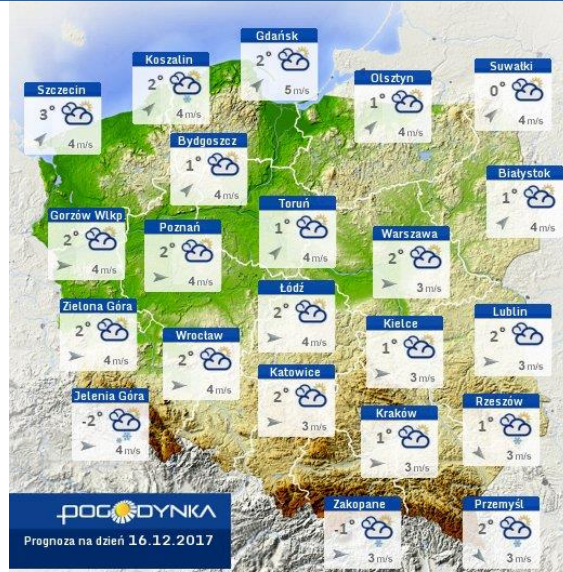 Gdańsk
2°
5 m/s
Koszalin
2°
4 m/s
Olsztyn
1°
4 m/s
Suwałki
0°
4 m/s
Szczecin
3°
4 m/s
Bydgoszcz
1°
4 m/s
Białystok
1°
4 m/s
Gorzów Wlkp
2°
4 m/s
Poznań
2°
4 m/s
Toruń
1°
4 m/s
Warszawa
2°
3 m/s
Zielona Góra
2°
4 m/s
Łódź
2°
4 m/s
Wrocław
2°
4 m/s
Kielce
1°
3 m/s
Lublin
2°
3 m/s
Katowice
2°
3 m/s
Jelenia Góra
-2°
4 m/s
Kraków
1°
3 m/s
Rzeszów
1°
3 m/s
Zakopane
-1°
3 m/s
Przemyśl
2°
3 m/s
POGODYNKA
Prognoza na dzień 16.12.2017